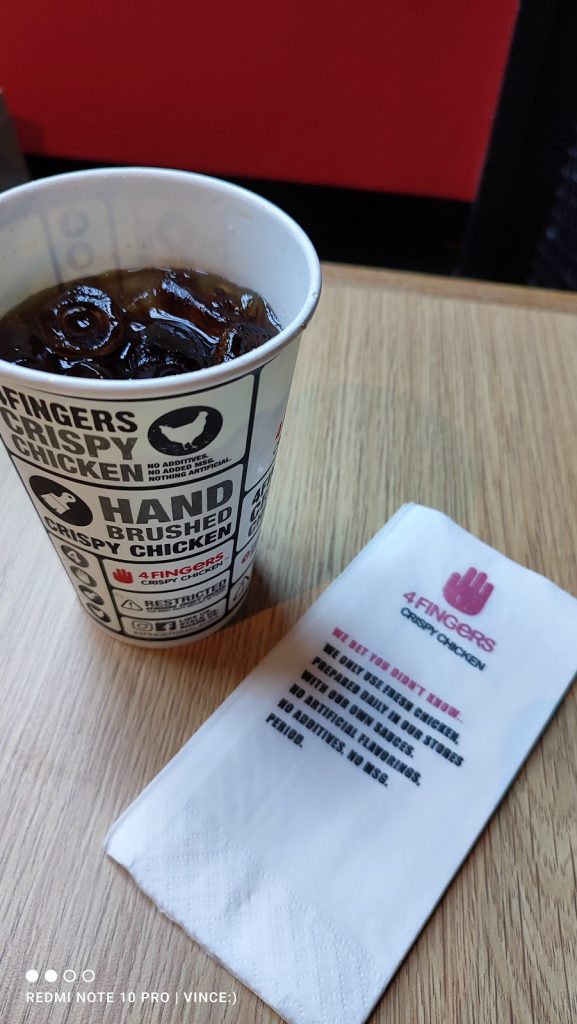 4FINGERS
CRISPY
CHICKEN
NO ADDITIVES.
NO ADDED MSG.
NOTHING ARTIFICIAL.
HAND
BRUSHED
CRISPY CHICKEN
4FINGERS
CRISPY CHICKEN
RESTRICTED
4FINGERS
CRISPY CHICKEN
WE BET YOU DIDN'T KNOW..
WE ONLY USE FRESH CHICKEN,
PREPARED DAILY IN OUR STORES
WITH OUR OWN SAUCES.
NO ARTIFICIAL FLAVORINGS.
NO ADDITIVES, NO MSG.
PERIOD.
REDMI NOTE 10 PRO | VINCE:)